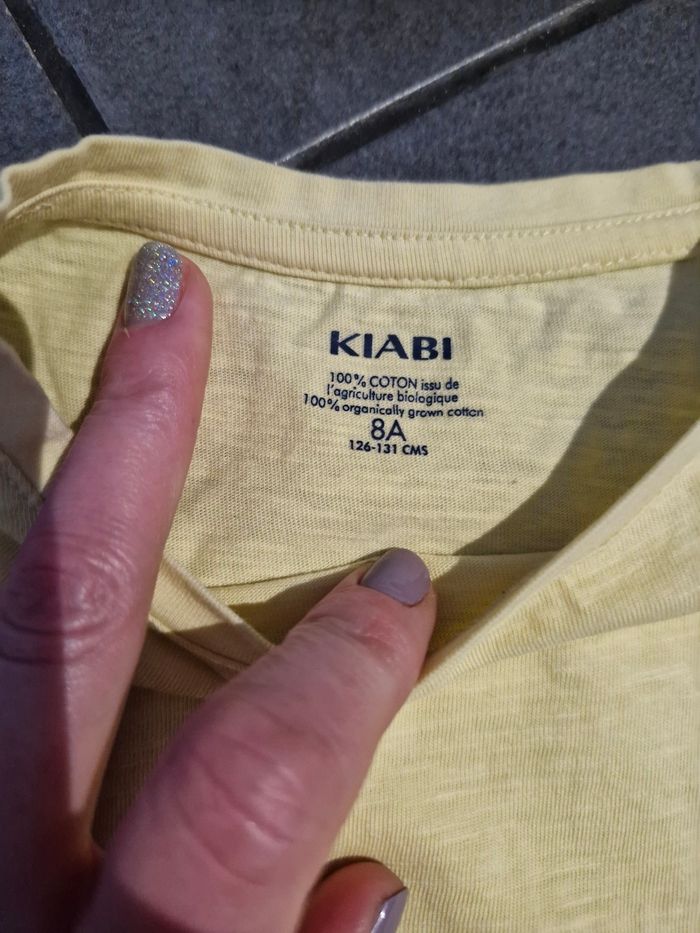 KIABI
100% COTON issu de
l'agriculture biologique
100% organically grown cotton
8A
126-131 CMS